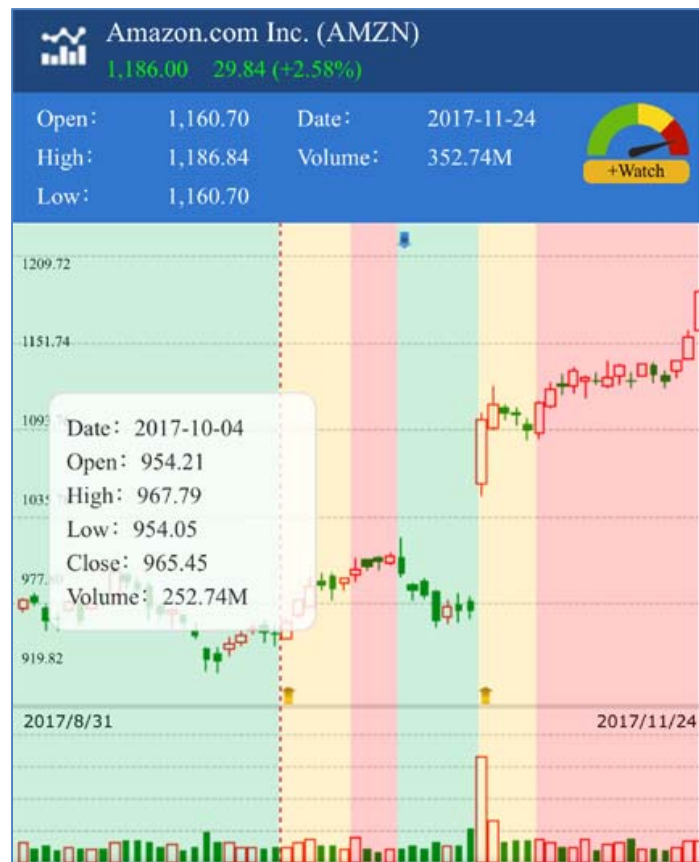 Amazon.com Inc. (AMZN)
1,186.00 29.84 (+2.58%)
Open: 1,160.70 Date: 2017-11-24
High: 1,186.84 Volume: 352.74M
Low: 1,160.70
+Watch
1209.72
1151.74
Date: 2017-10-04
Open: 954.21
High: 967.79
Low: 954.05
Close: 965.45
Volume: 252.74M
919.82
2017/8/31 2017/11/24